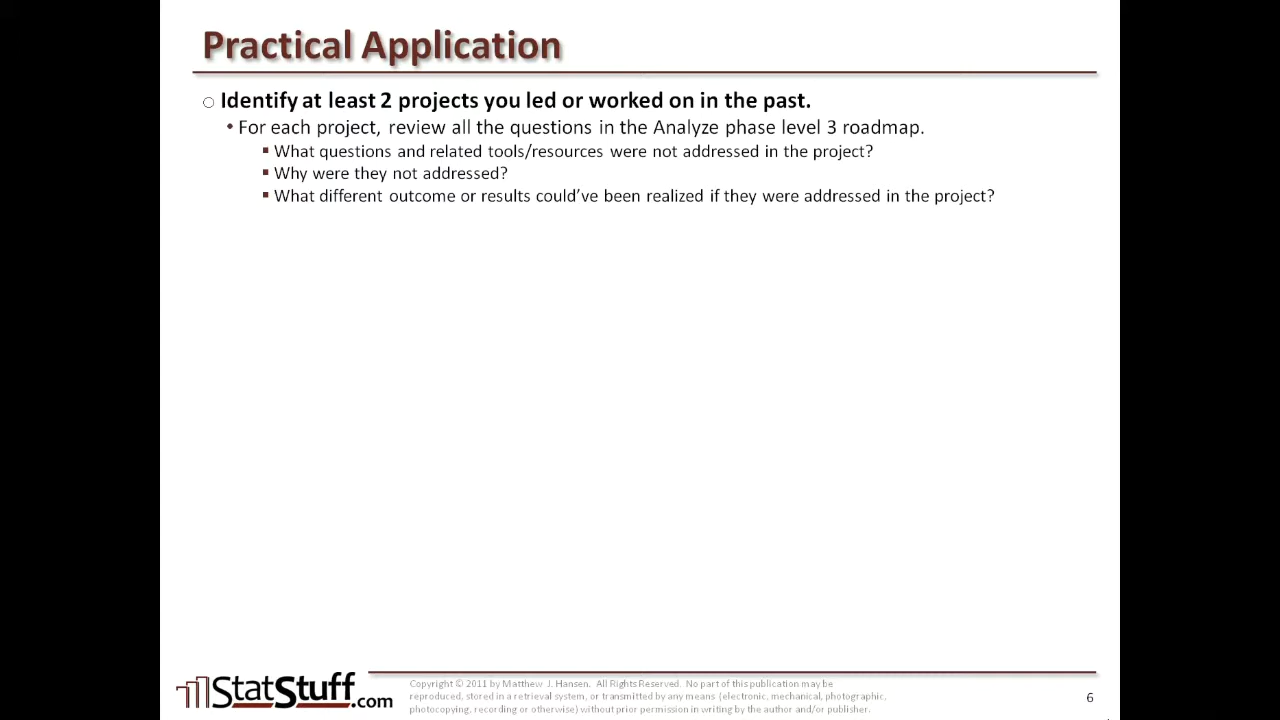 Practical Application
Identify at least 2 projects you led or worked on in the past.
For each project, review all the questions in the Analyze phase level 3 roadmap.
What questions and related tools/resources were not addressed in the project?
Why were they not addressed?
What different outcome or results could've been realized if they were addressed in the project?
StatStuff.com
Copyright © 2011 by Matthew J. Hansen. All Rights Reserved. No part of this publication may be
reproduced, stored in a retrieval system, or transmitted by any means (electronic, mechanical, photographic,
photocopying, recording or otherwise) without prior permission in writing by the author and/or publisher.
6